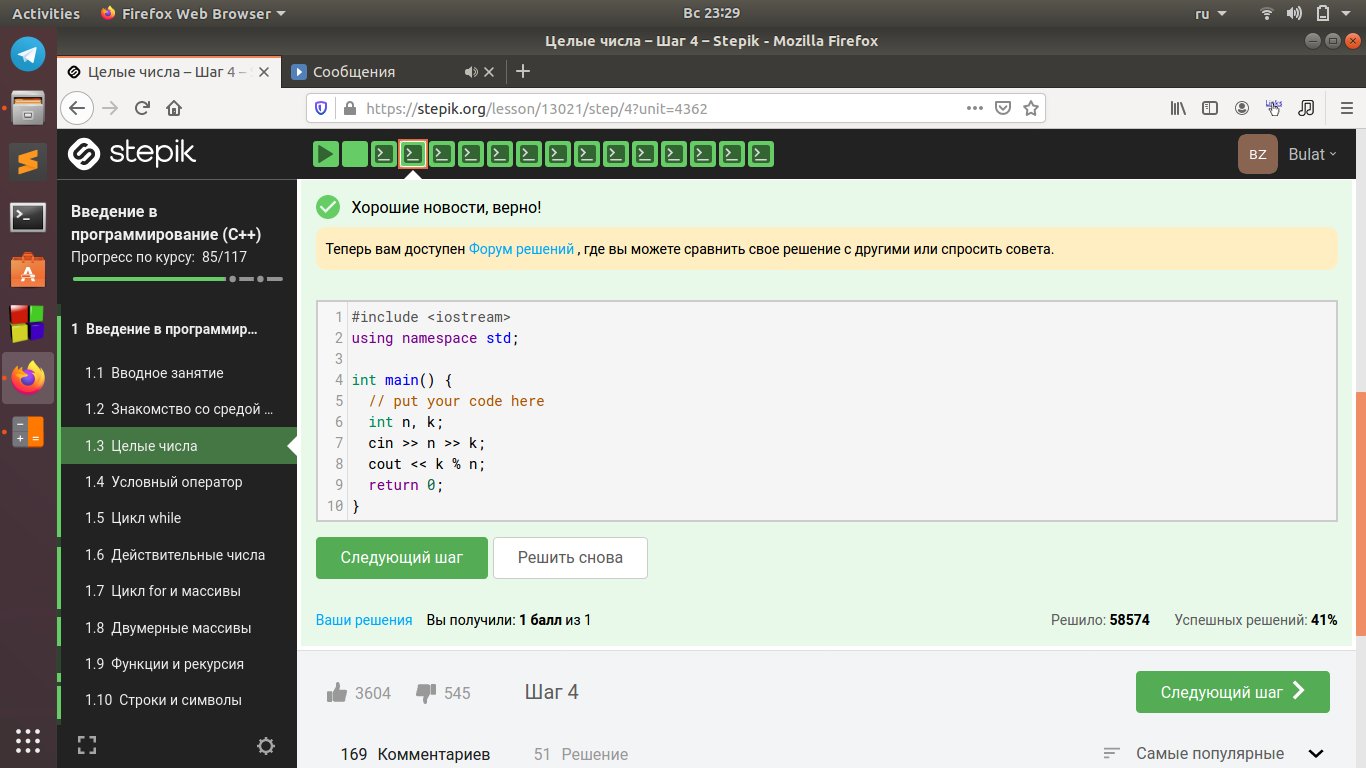 Activities Firefox Web Browser Вс 23:29 ru
Целые числа – Шаг 4 – Stepik - Mozilla Firefox
Целые числа – Шаг 4 – Сообщения
https://stepik.org/lesson/13021/step/4?unit=4362 Links
stepik BZ Bulat
Введение в
программирование (C++)
Прогресс по курсу: 85/117
1 Введение в программир…
1.1 Вводное занятие
1.2 Знакомство со средой …
1.3 Целые числа
1.4 Условный оператор
1.5 Цикл while
1.6 Действительные числа
1.7 Цикл for и массивы
1.8 Двумерные массивы
1.9 Функции и рекурсия
1.10 Строки и символы
Хорошие новости, верно!
Теперь вам доступен Форум решений , где вы можете сравнить свое решение с другими или спросить совета.
1 #include <iostream>
2 using namespace std;
3
4 int main() {
5 // put your code here
6 int n, k;
7 cin >> n >> k;
8 cout << k % n;
9 return 0;
10 }
Следующий шаг Решить снова
Ваши решения Вы получили: 1 балл из 1 Решило: 58574 Успешных решений: 41%
3604 545 Шаг 4 Следующий шаг
169 Комментариев 51 Решение Самые популярные